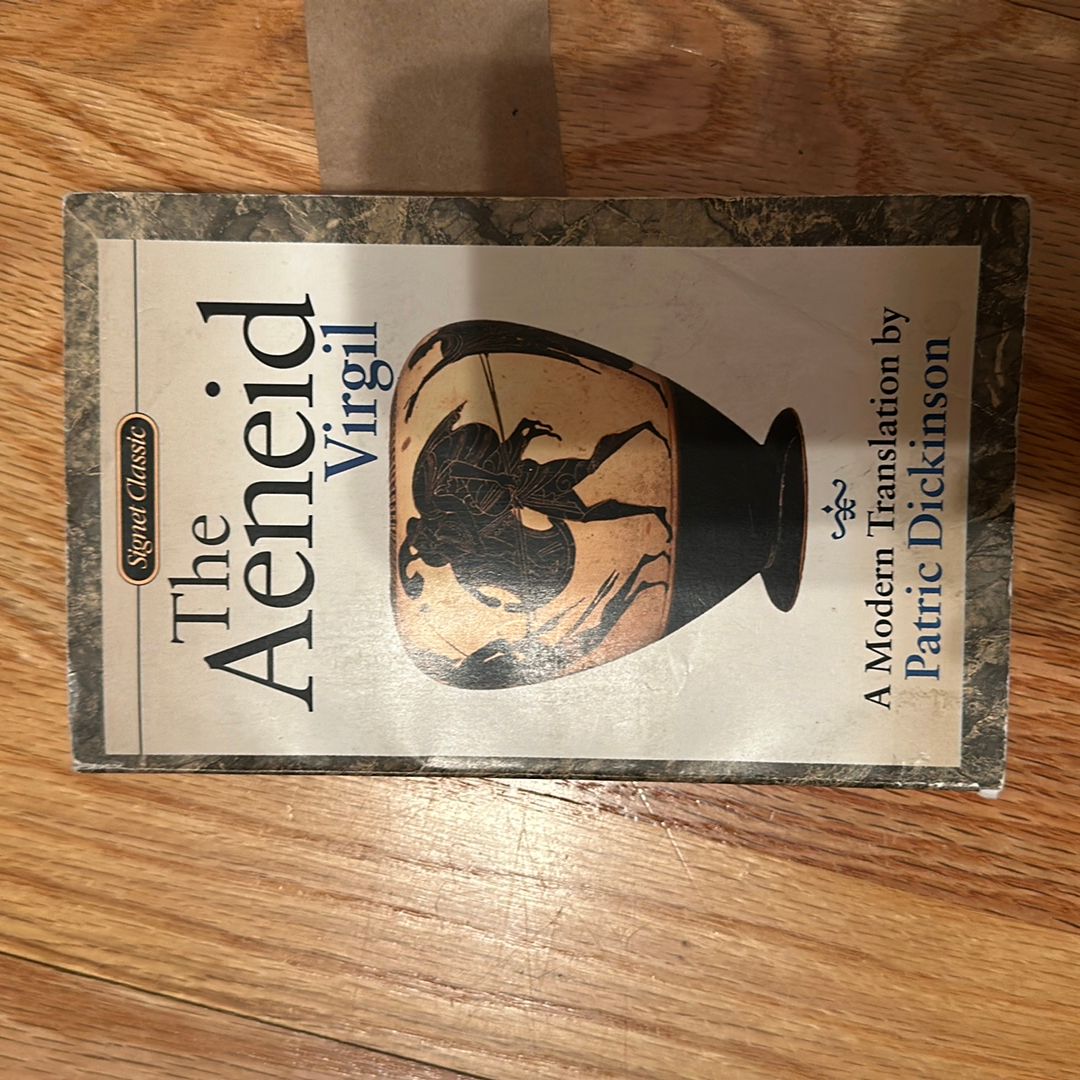 Signet Classic
The
Aeneid
Virgil
A Modern Translation by
Patric Dickinson